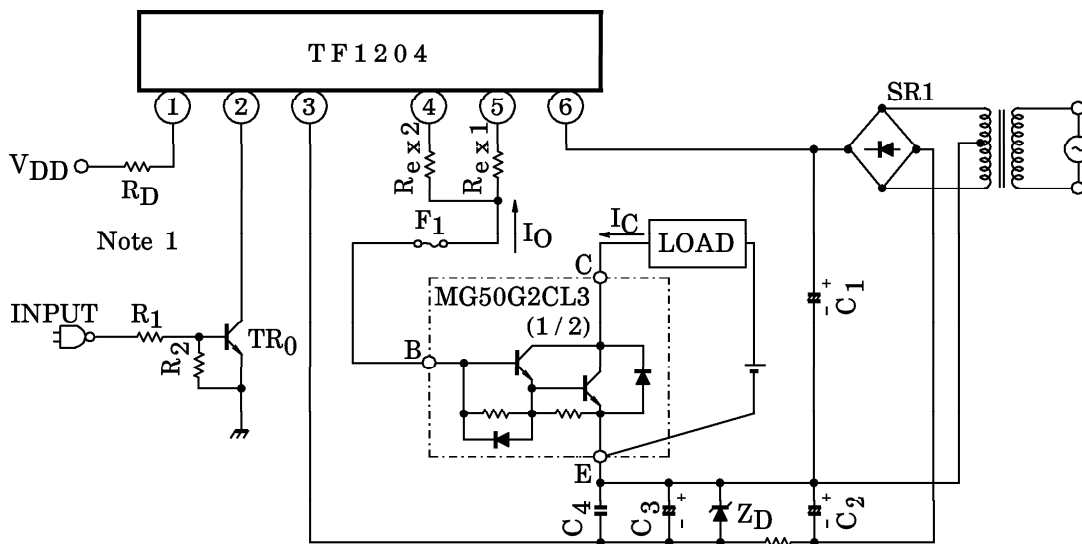 TF1204
1 2 3 4 5 6
SR1
VDD
RD
Rex2
Rex1
Note 1
F1
IO
IC
LOAD
C
MG50G2CL3
(1/2)
+
- C1
INPUT
R1
R2
TR0
B
E
C4
C3
+
-
ZD
+
- C2